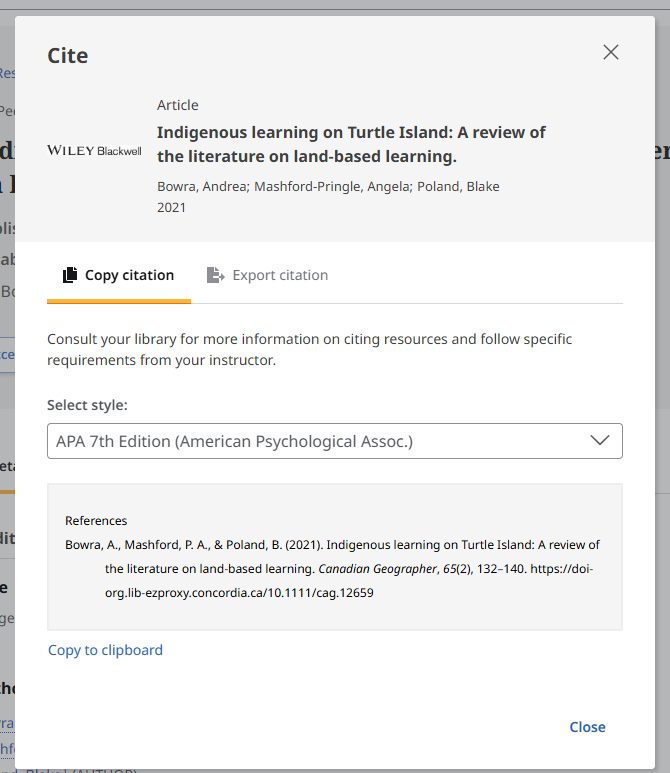 Cite
Article
WILEY Blackwell
Indigenous learning on Turtle Island: A review of
the literature on land-based learning.
Bowra, Andrea; Mashford-Pringle, Angela; Poland, Blake
2021
Copy citation
Export citation
Consult your library for more information on citing resources and follow specific
requirements from your instructor.
Select style:
APA 7th Edition (American Psychological Assoc.)
References
Bowra, A., Mashford, P. A., & Poland, B. (2021). Indigenous learning on Turtle Island: A review of
the literature on land-based learning. Canadian Geographer, 65(2), 132–140. https://doi-
org.lib-ezproxy.concordia.ca/10.1111/cag.12659
Copy to clipboard
Close